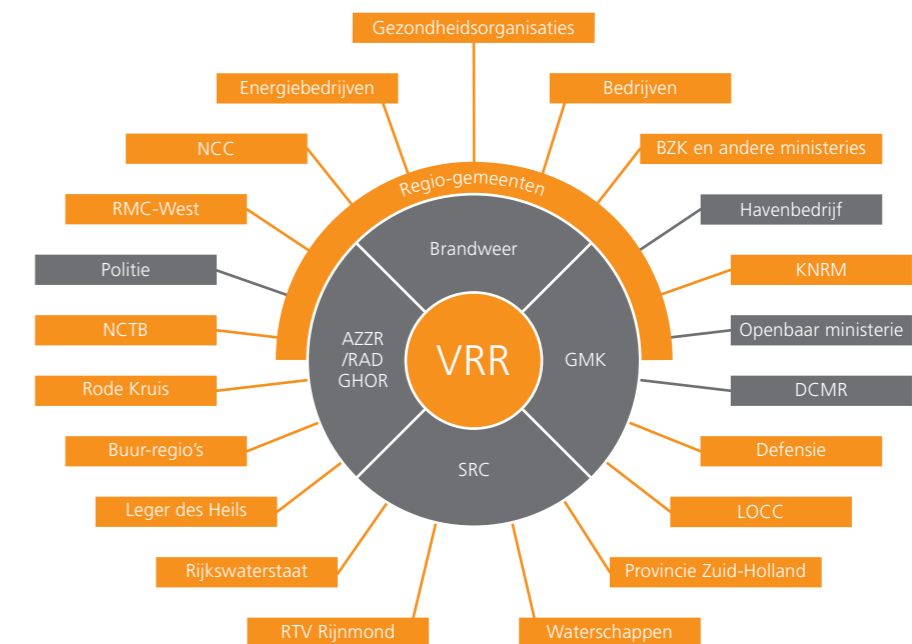 Gezondheidsorganisaties
Energiebedrijven
Bedrijven
NCC
BZK en andere ministeries
Regio-gemeenten
RMC-West
Havenbedrijf
Brandweer
Politie
KNRM
NCTB
Openbaar ministerie
AZZR
/RAD
GHOR
VRR
GMK
Rode Kruis
DCMR
Buur-regio's
Defensie
SRC
Leger des Heils
LOCC
Rijkswaterstaat
Provincie Zuid-Holland
RTV Rijnmond
Waterschappen